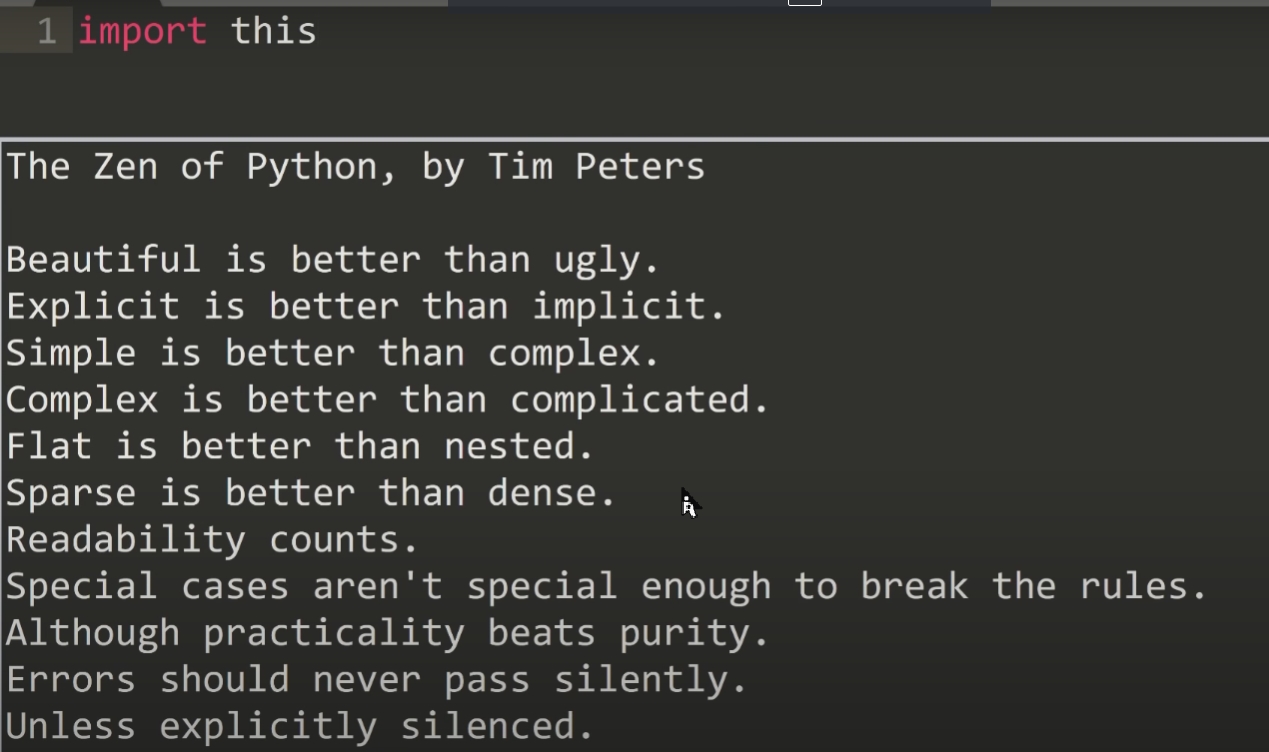 1 import this
The Zen of Python, by Tim Peters
Beautiful is better than ugly.
Explicit is better than implicit.
Simple is better than complex.
Complex is better than complicated.
Flat is better than nested.
Sparse is better than dense.
Readability counts.
Special cases aren't special enough to break the rules.
Although practicality beats purity.
Errors should never pass silently.
Unless explicitly silenced.